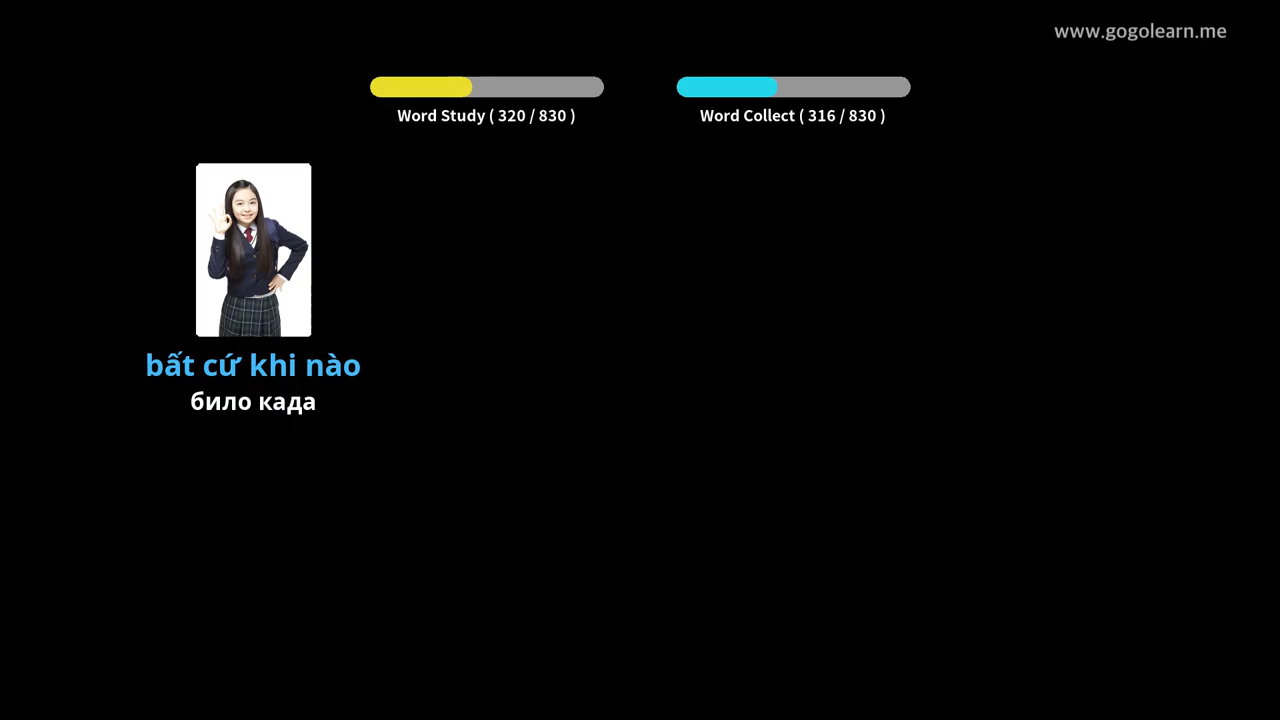 www.gogolearn.me
Word Study ( 320 / 830 )
Word Collect ( 316 / 830 )
bất cứ khi nào
било када